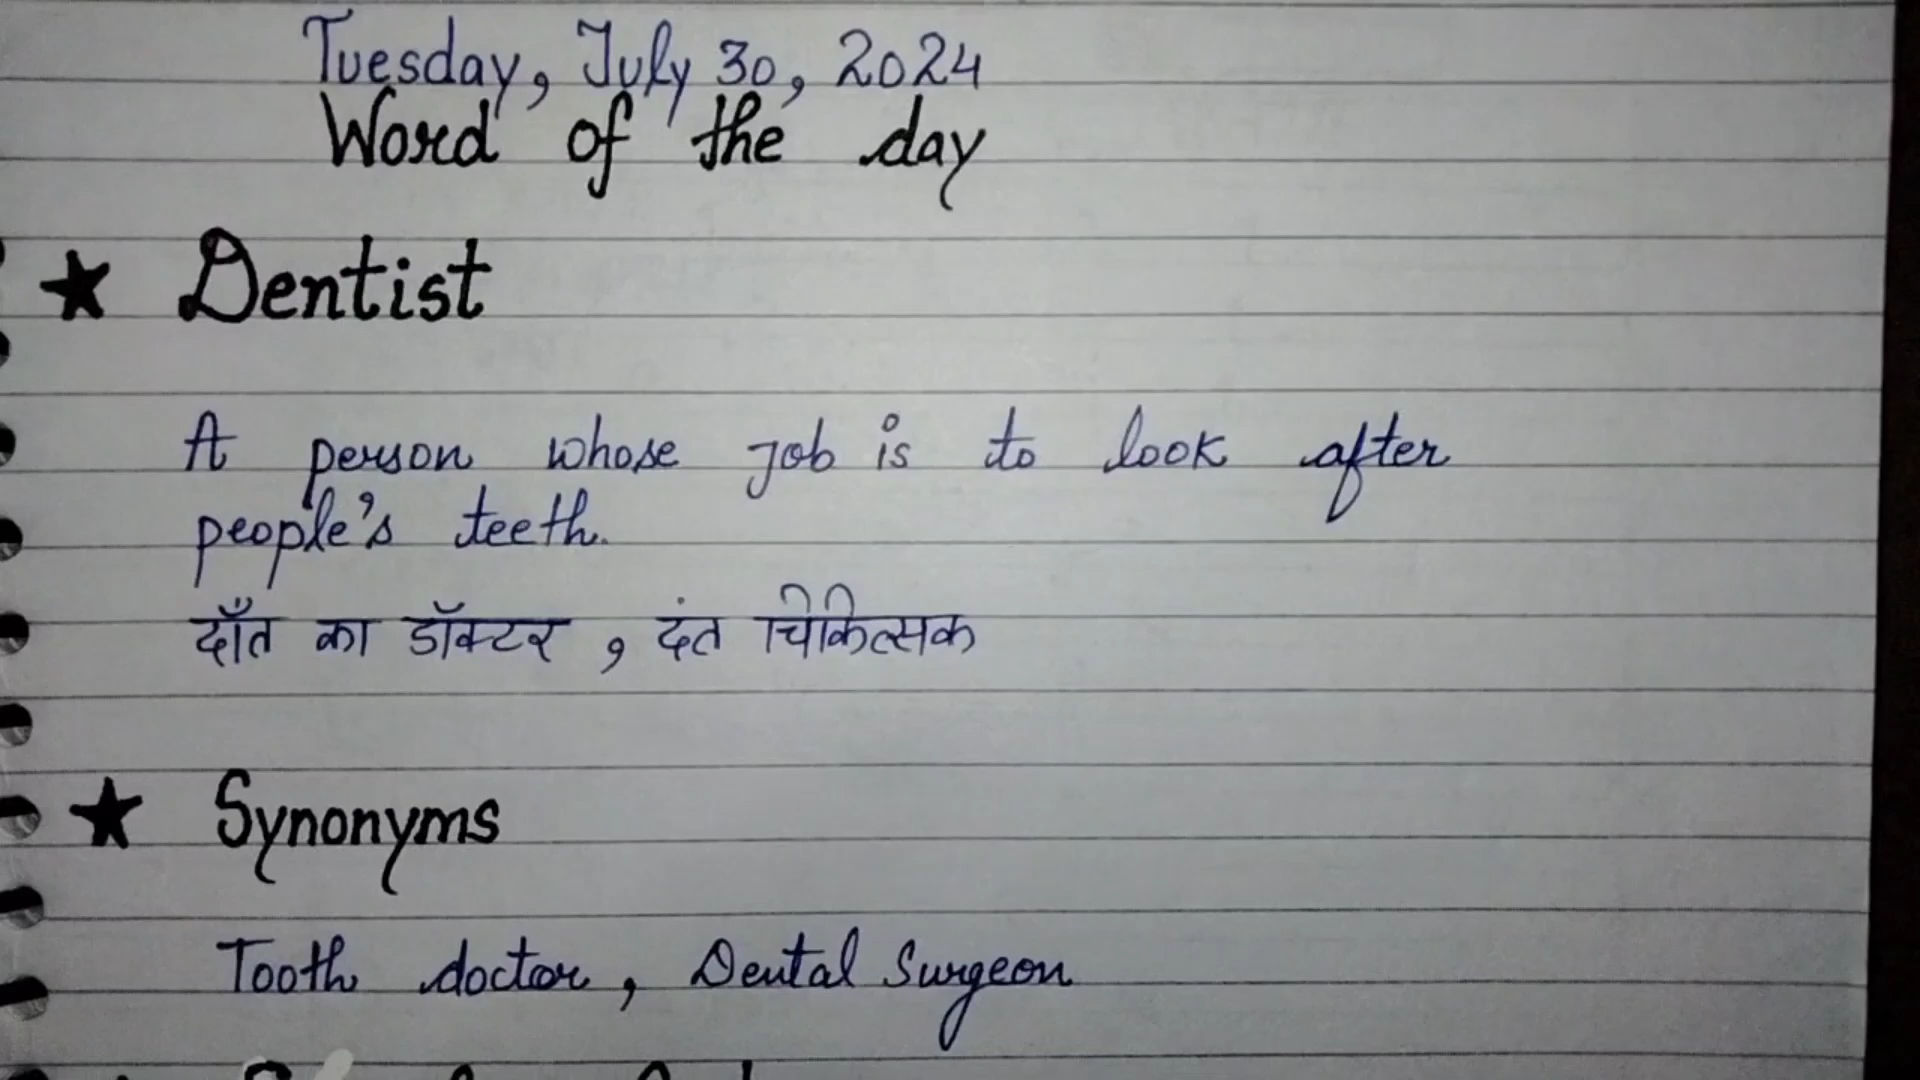 Tuesday, July 30, 2024
Word of the day
★ Dentist
A person whose job is to look after
people's teeth.
दाँत का डॉक्टर, दंत चिकित्सक
★ Synonyms
Tooth doctor, Dental Surgeon